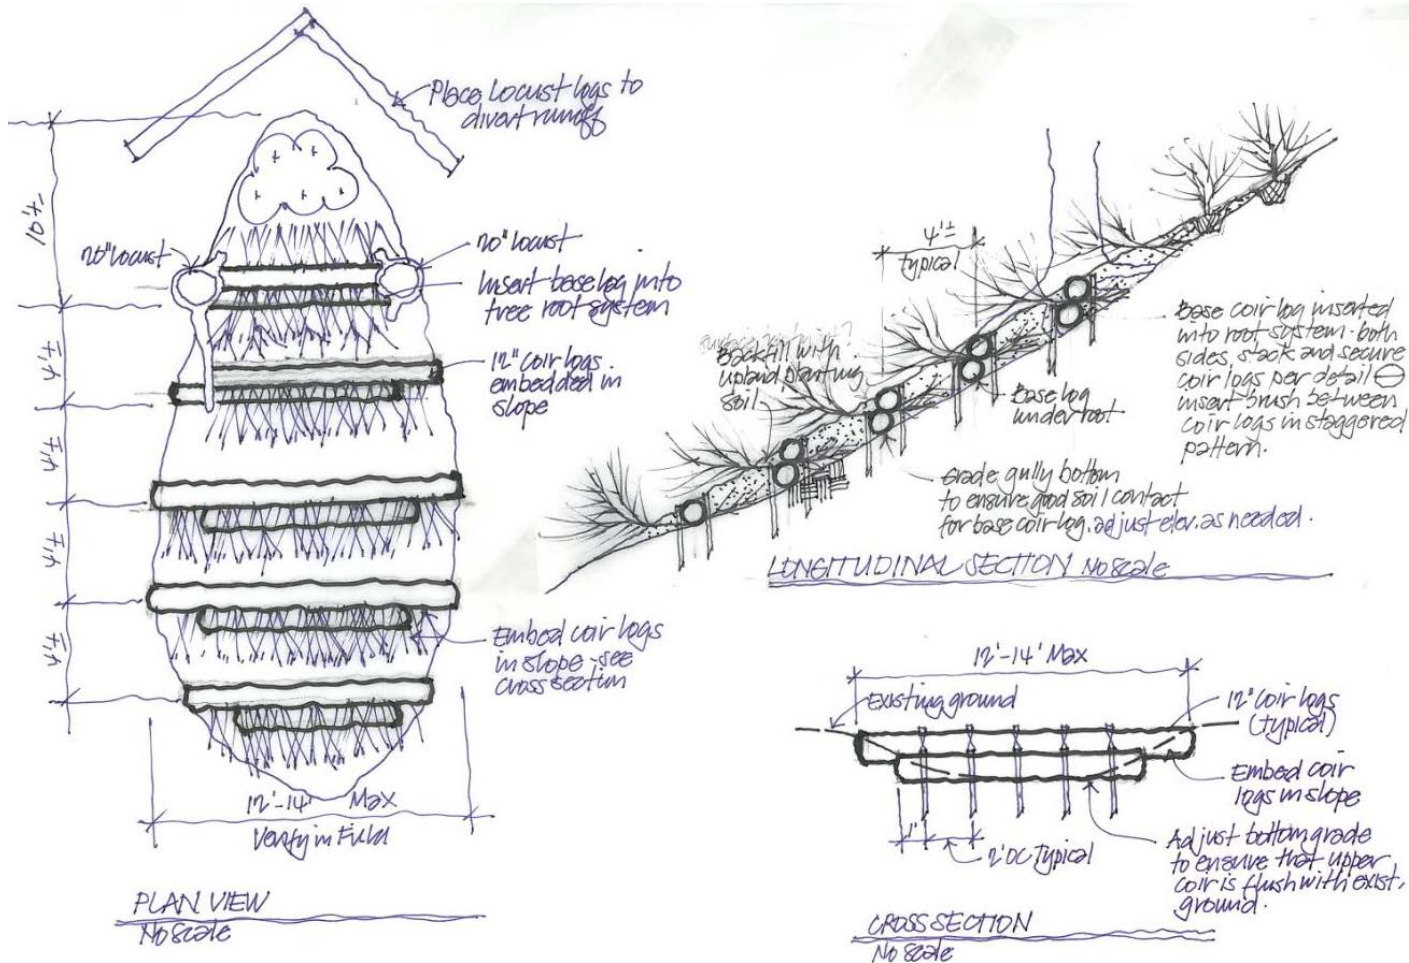 Place Locust logs to
divert runoff
10'±
20" locust
20" locust
Insert base log into
tree root system
12" Coir logs
embedded in
slope
4'±
4'±
4'±
4'±
Embed coir logs
in slope - see
cross section
12'-14' Max
Verify in Field
PLAN VIEW
No Scale
4'±
typical
Backfill with
upland planting
soil
Base log
under root
Base coir log inserted
into root system. both
sides, stack and secure
coir logs per detail
insert brush between
coir logs in staggered
pattern.
Grade gully bottom
to ensure good soil contact
for base coir log. adjust elev. as needed.
LONGITUDINAL SECTION No Scale
12'-14' Max
Existing ground
12" Coir logs
(typical)
Embed coir
logs in slope
1'
2' OC Typical
Adjust bottom grade
to ensure that upper
coir is flush with exist.
ground.
CROSS SECTION
No Scale